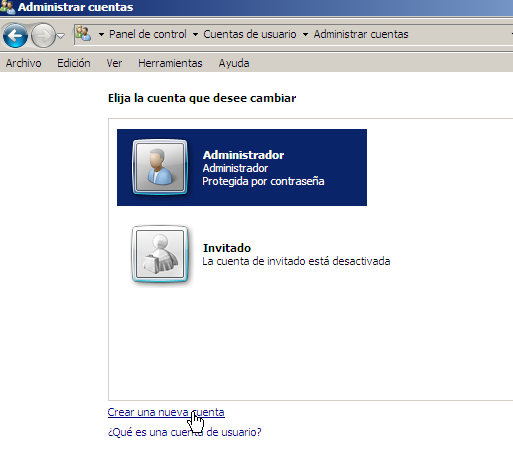 Administrar cuentas
Panel de control Cuentas de usuario Administrar cuentas
Archivo Edición Ver Herramientas Ayuda
Elija la cuenta que desee cambiar
Administrador
Administrador
Protegida por contraseña
Invitado
La cuenta de invitado está desactivada
Crear una nueva cuenta
¿Qué es una cuenta de usuario?